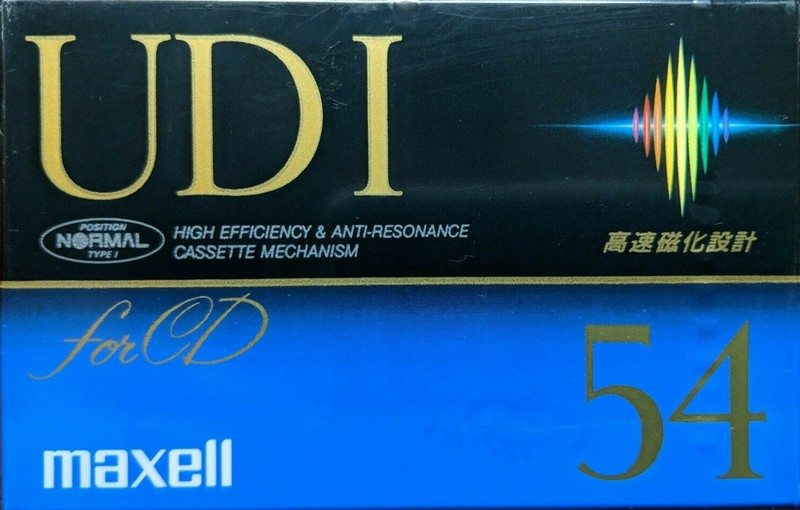 UDI
POSITION
NORMAL
TYPE I
HIGH EFFICIENCY & ANTI-RESONANCE
CASSETTE MECHANISM
高速磁化設計
for CD
54
maxell